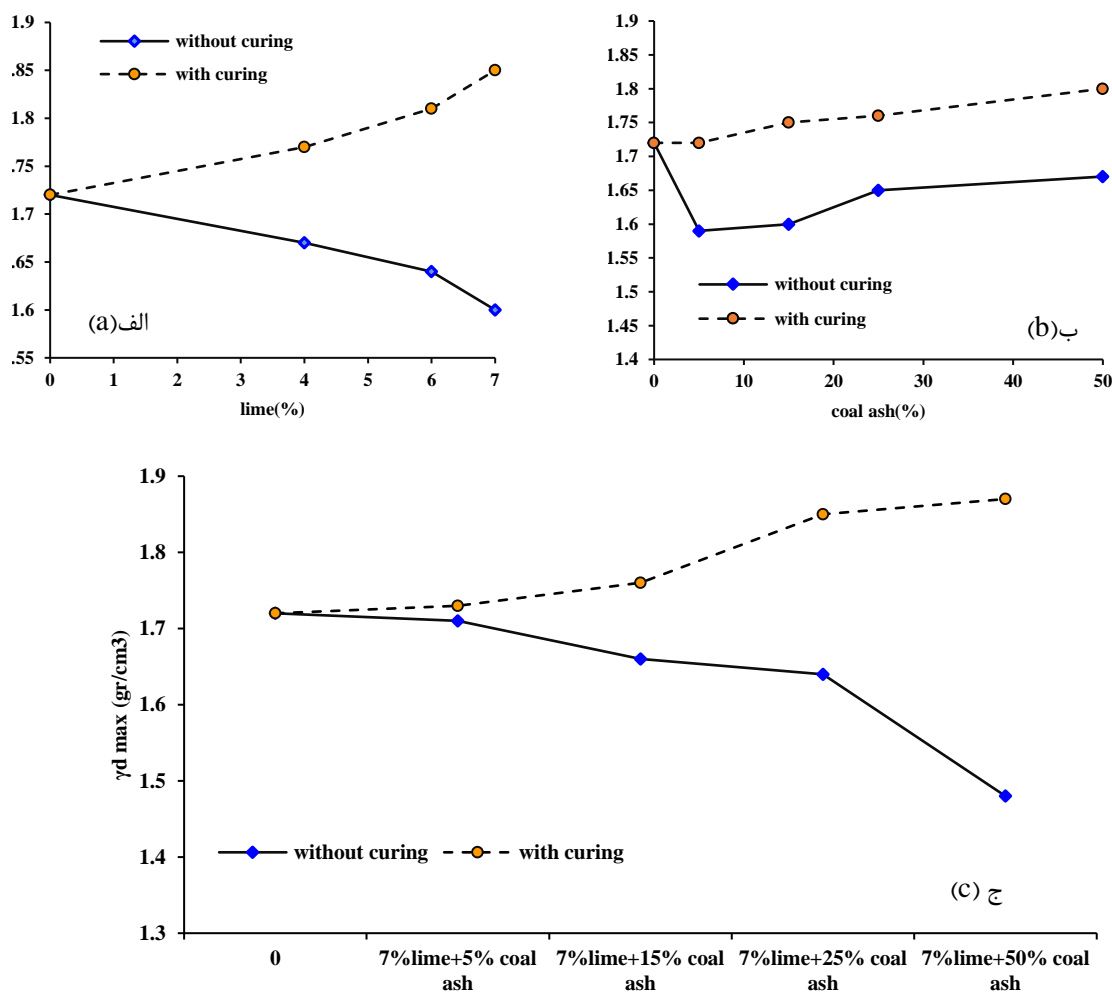 1.9
.85
1.8
.75
1.7
.65
1.6
.55
without curing
with curing
الف(a)
0 1 2 3 4 5 6 7
lime(%)
1.9
1.85
1.8
1.75
1.7
1.65
1.6
1.55
1.5
1.45
1.4
without curing
with curing
ب(b)
0 10 20 30 40 50
coal ash(%)
1.9
1.8
1.7
1.6
1.5
1.4
1.3
γd max (gr/cm3)
without curing with curing
ج (c)
0 7%lime+5% coal 7%lime+15% coal 7%lime+25% coal 7%lime+50% coal
ash ash ash ash